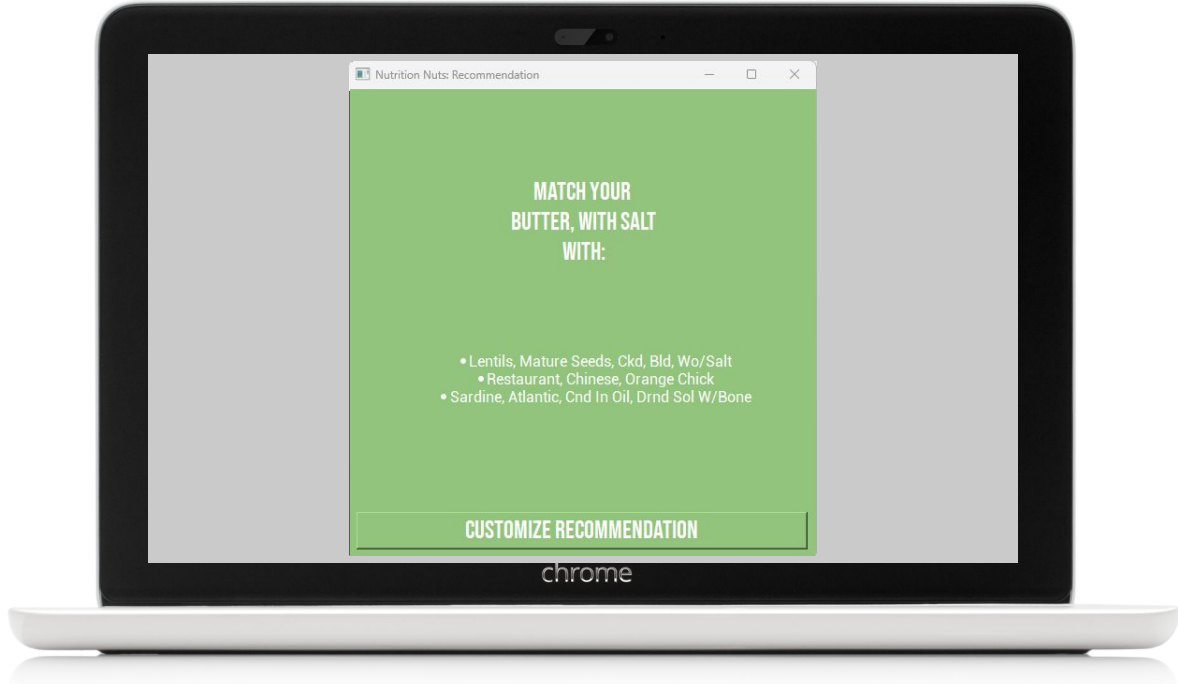 Nutrition Nuts: Recommendation
MATCH YOUR
BUTTER, WITH SALT
WITH:
• Lentils, Mature Seeds, Ckd, Bld, Wo/Salt
• Restaurant, Chinese, Orange Chick
• Sardine, Atlantic, Cnd In Oil, Drnd Sol W/Bone
CUSTOMIZE RECOMMENDATION
chrome